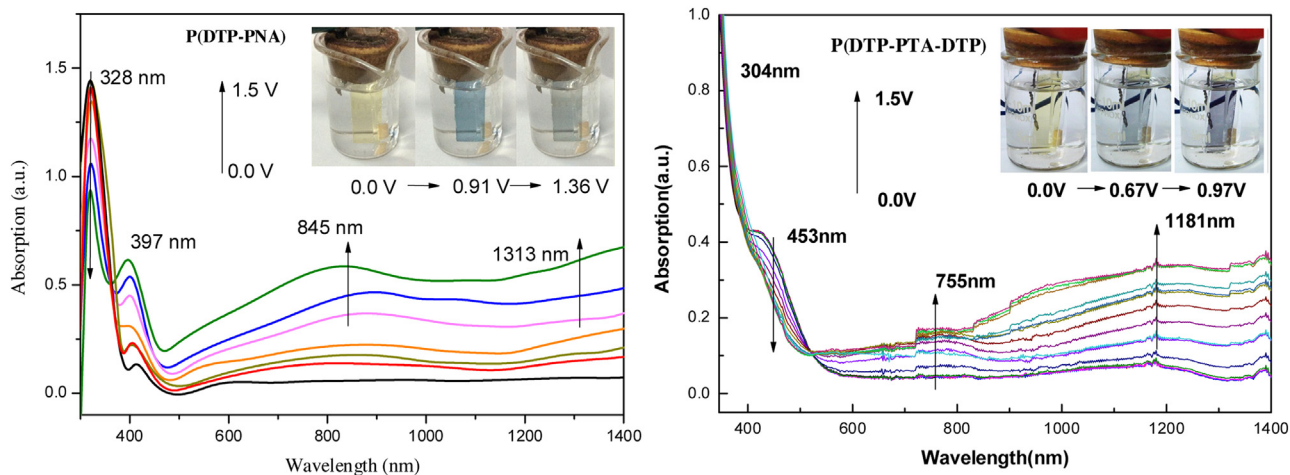 P(DTP-PNA)
328 nm
1.5 V
0.0 V
0.0 V → 0.91 V → 1.36 V
397 nm
845 nm
1313 nm
Absorption (a.u.)
1.5
1.0
0.5
0.0
400 600 800 1000 1200 1400
Wavelength (nm)
P(DTP-PTA-DTP)
304nm
1.5V
0.0V
0.0V → 0.67V → 0.97V
453nm
755nm
1181nm
Absorption(a.u.)
1.0
0.8
0.6
0.4
0.2
0.0
400 600 800 1000 1200 1400
Wavelength(nm)